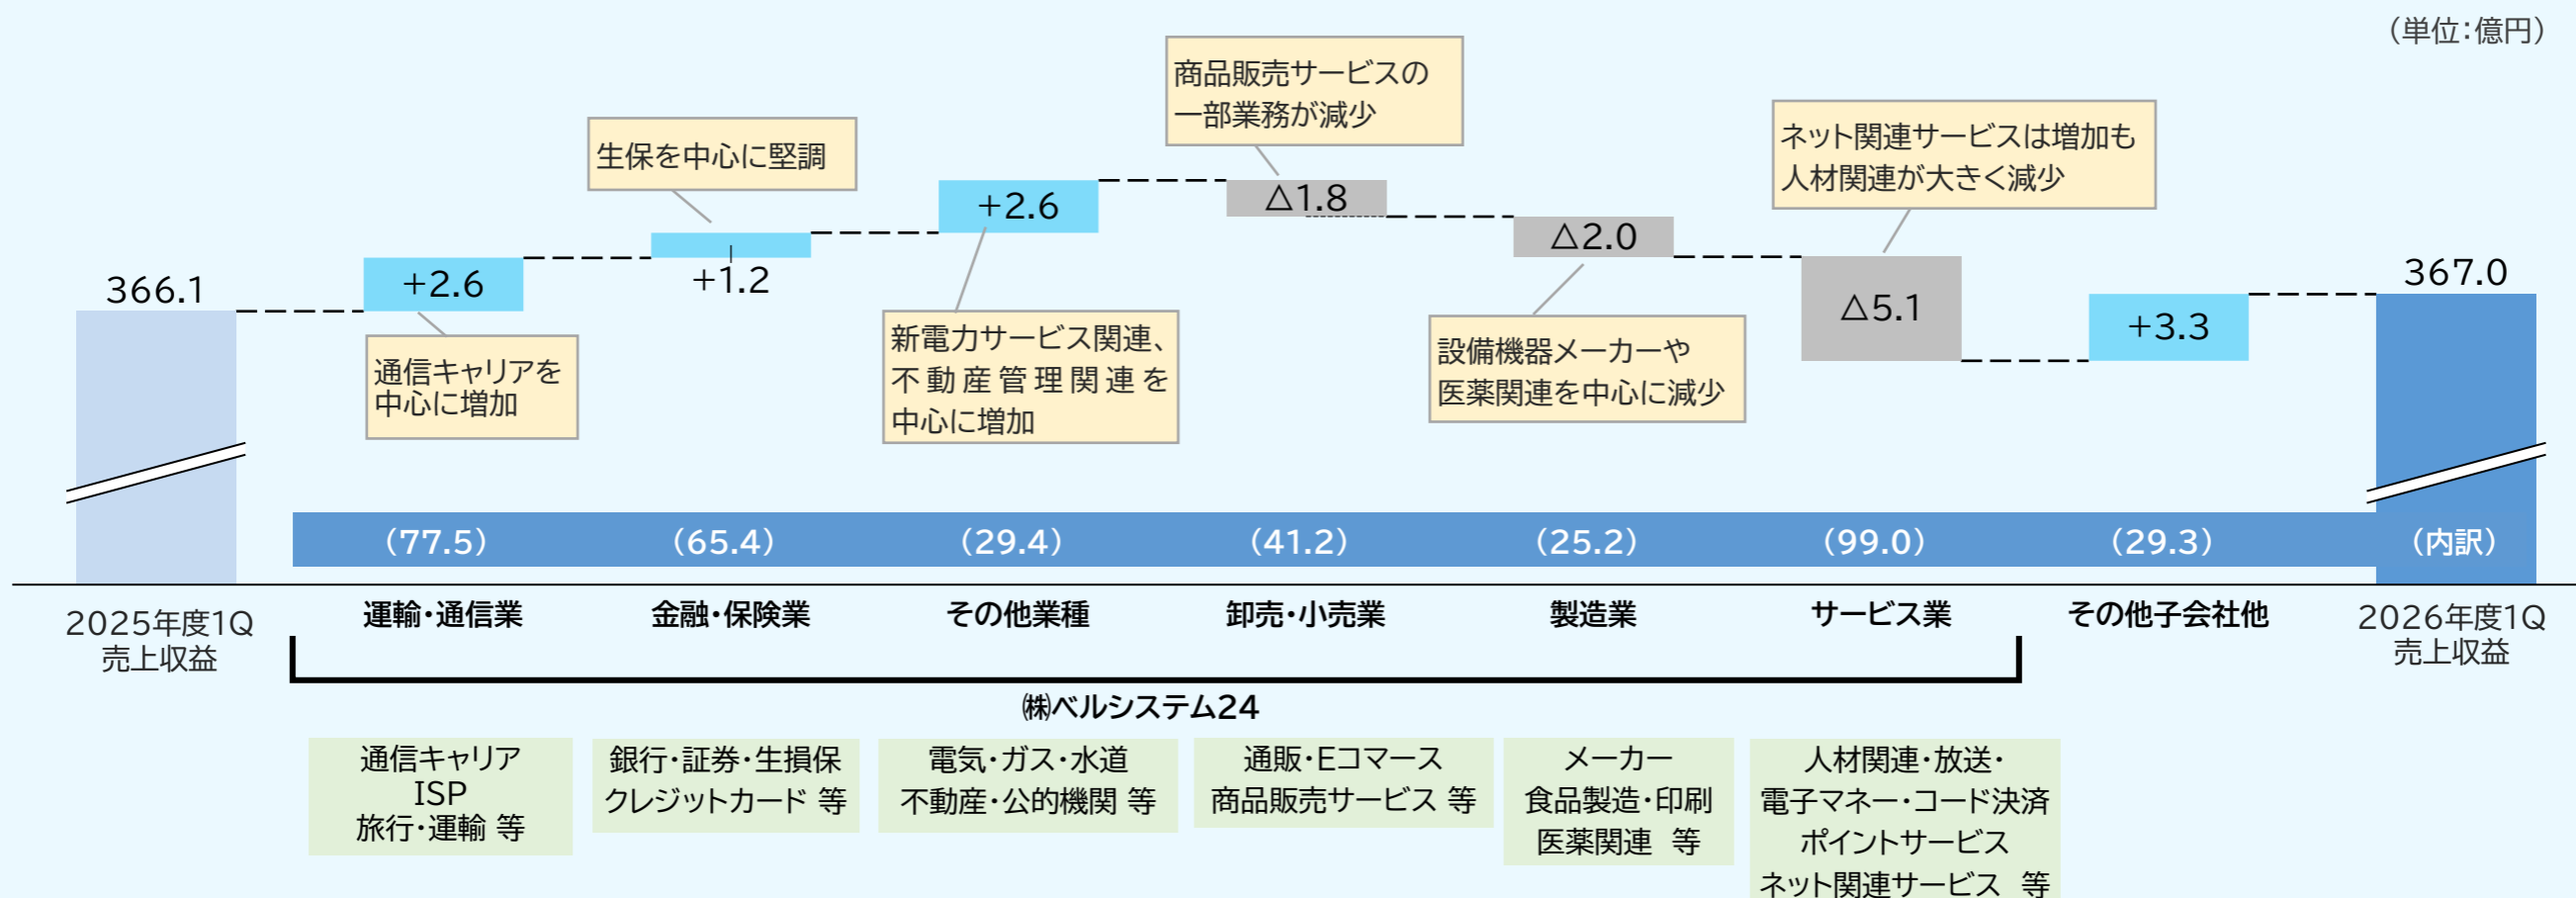 （単位：億円）
商品販売サービスの
一部業務が減少
ネット関連サービスは増加も
人材関連が大きく減少
生保を中心に堅調
+2.6
△1.8
△2.0
366.1
+2.6
+1.2
△5.1
+3.3
367.0
通信キャリアを
中心に増加
新電力サービス関連、
不動産管理関連を
中心に増加
設備機器メーカーや
医薬関連を中心に減少
（77.5）
（65.4）
（29.4）
（41.2）
（25.2）
（99.0）
（29.3）
（内訳）
2025年度1Q
売上収益
運輸・通信業
金融・保険業
その他業種
卸売・小売業
製造業
サービス業
その他子会社他
2026年度1Q
売上収益
㈱ベルシステム24
通信キャリア
ISP
旅行・運輸 等
銀行・証券・生損保
クレジットカード 等
電気・ガス・水道
不動産・公的機関 等
通販・Eコマース
商品販売サービス 等
メーカー
食品製造・印刷
医薬関連 等
人材関連・放送・
電子マネー・コード決済
ポイントサービス
ネット関連サービス 等